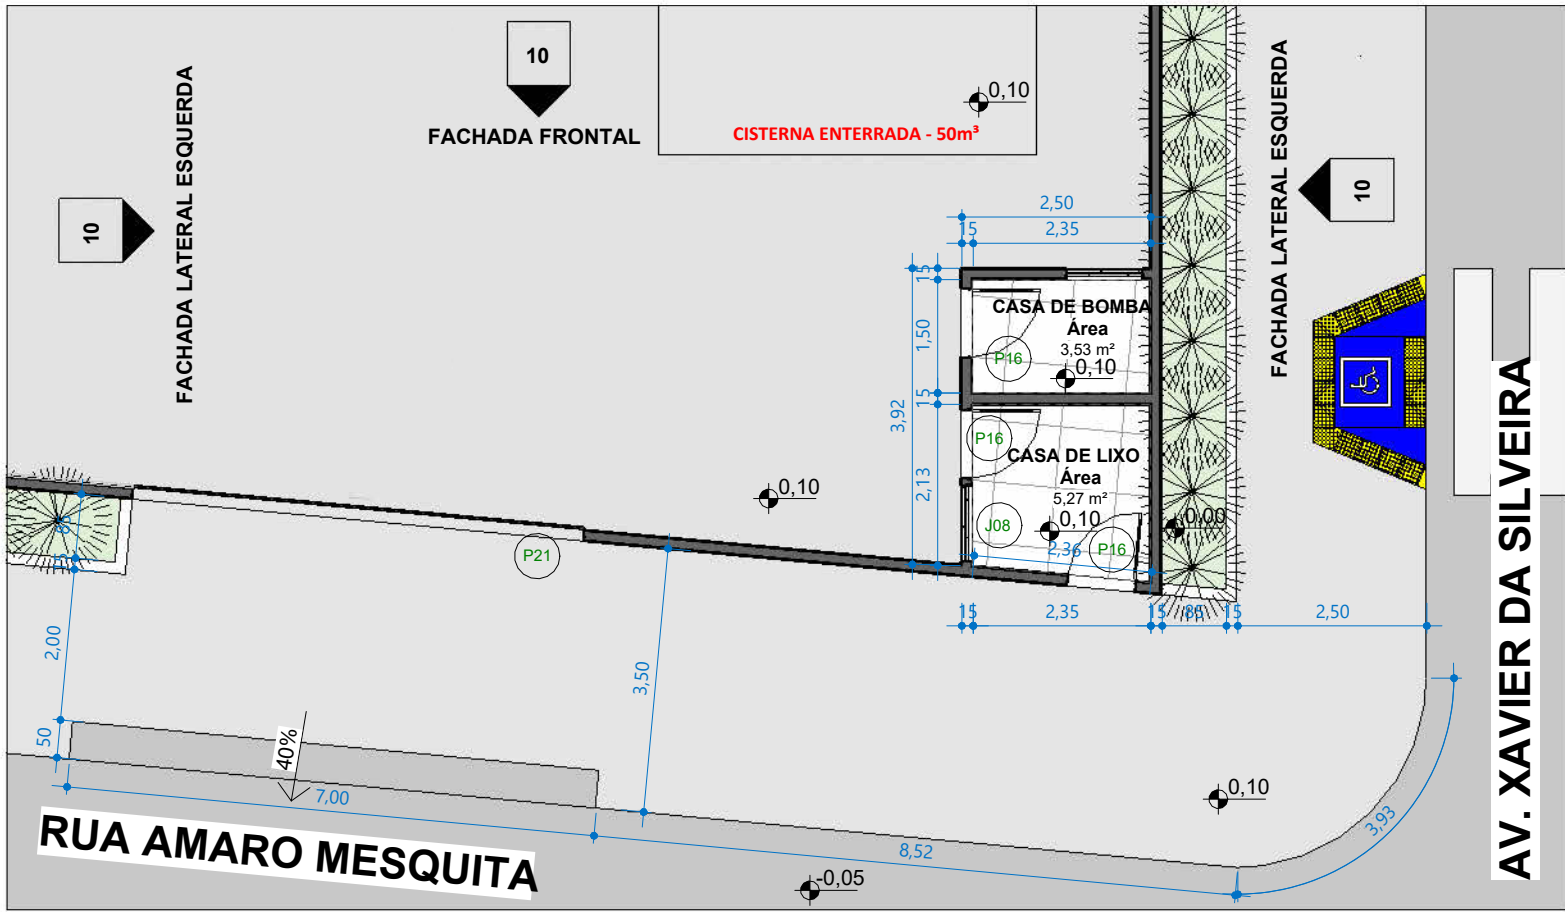 10
0,10
FACHADA FRONTAL
CISTERNA ENTERRADA - 50m³
10
FACHADA LATERAL ESQUERDA
FACHADA LATERAL ESQUERDA
10
2,50
15
2,35
15
1,50
15
3,92
2,13
CASA DE BOMBA
Área
3,53 m²
P16
0,10
P16
CASA DE LIXO
Área
5,27 m²
J08
0,10
P16
2,36
0,00
0,10
P21
85
15
2,00
50
3,50
15
2,35
15
85
15
2,50
40%
7,00
8,52
3,93
0,10
-0,05
RUA AMARO MESQUITA
AV. XAVIER DA SILVEIRA